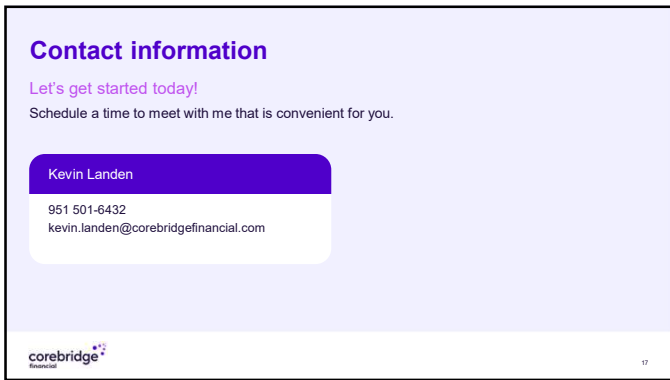 Contact information
Let's get started today!
Schedule a time to meet with me that is convenient for you.
Kevin Landen
951 501-6432
kevin.landen@corebridgefinancial.com
corebridge
financial
17